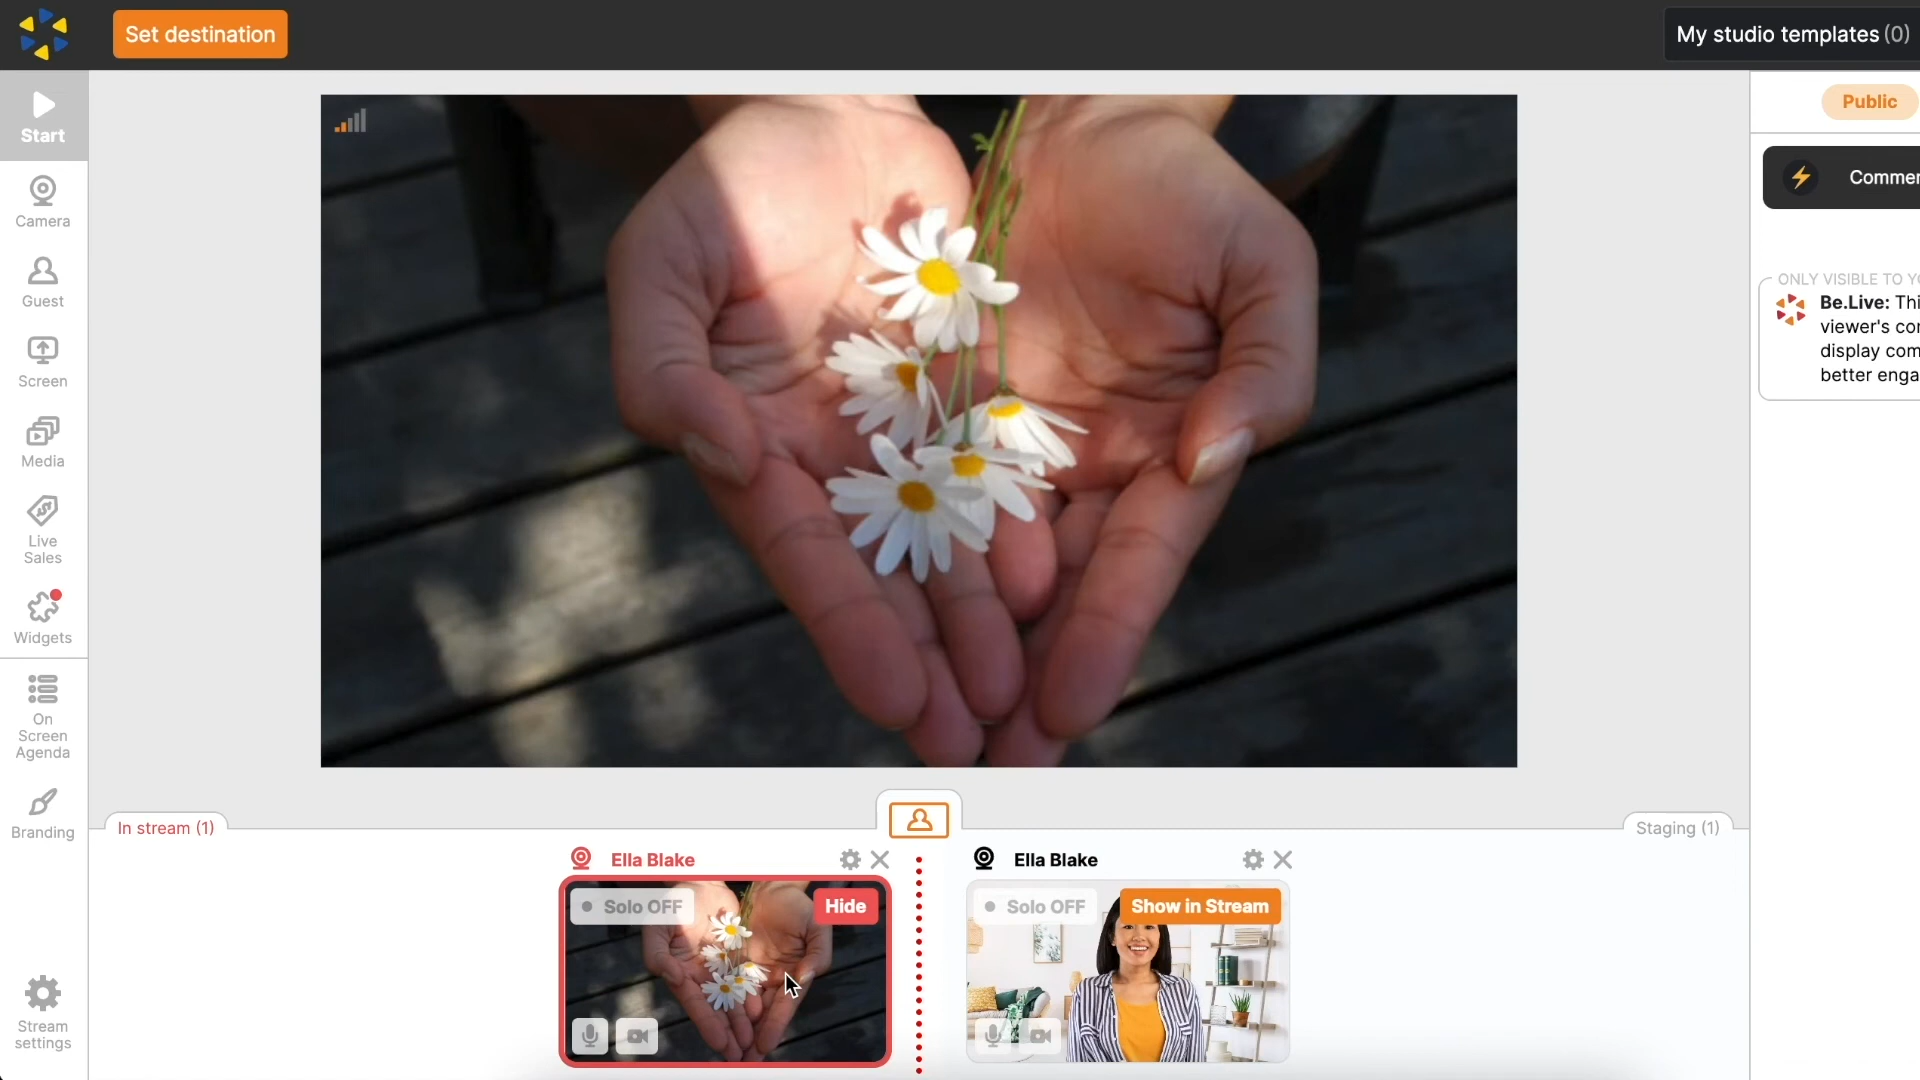 Set destination
My studio templates (0)
Start
Camera
Guest
Screen
Media
Live
Sales
Widgets
On
Screen
Agenda
Branding
Stream
settings
Public
Commen
ONLY VISIBLE TO YO
Be.Live: Thi
viewer's co
display com
better enga
In stream (1)
Staging (1)
Ella Blake
Solo OFF
Hide
Ella Blake
Solo OFF
Show in Stream